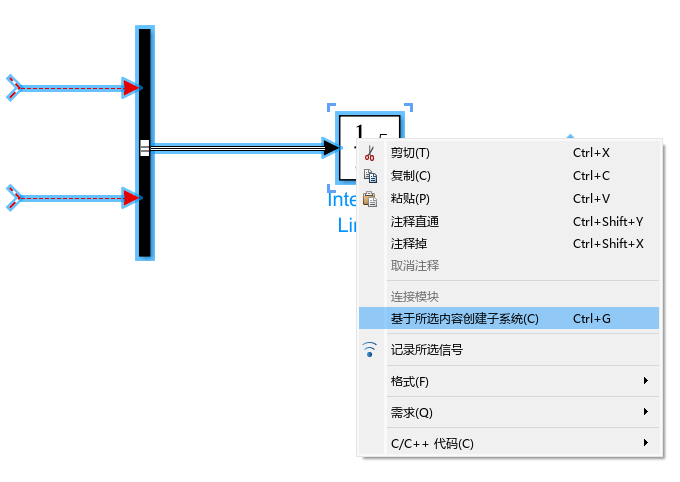 1
剪切(T) Ctrl+X
复制(C) Ctrl+C
粘贴(P) Ctrl+V
注释直通 Ctrl+Shift+Y
注释掉 Ctrl+Shift+X
取消注释
连接模块
基于所选内容创建子系统(C) Ctrl+G
记录所选信号
格式(F)
需求(Q)
C/C++ 代码(C)
Inte
Li